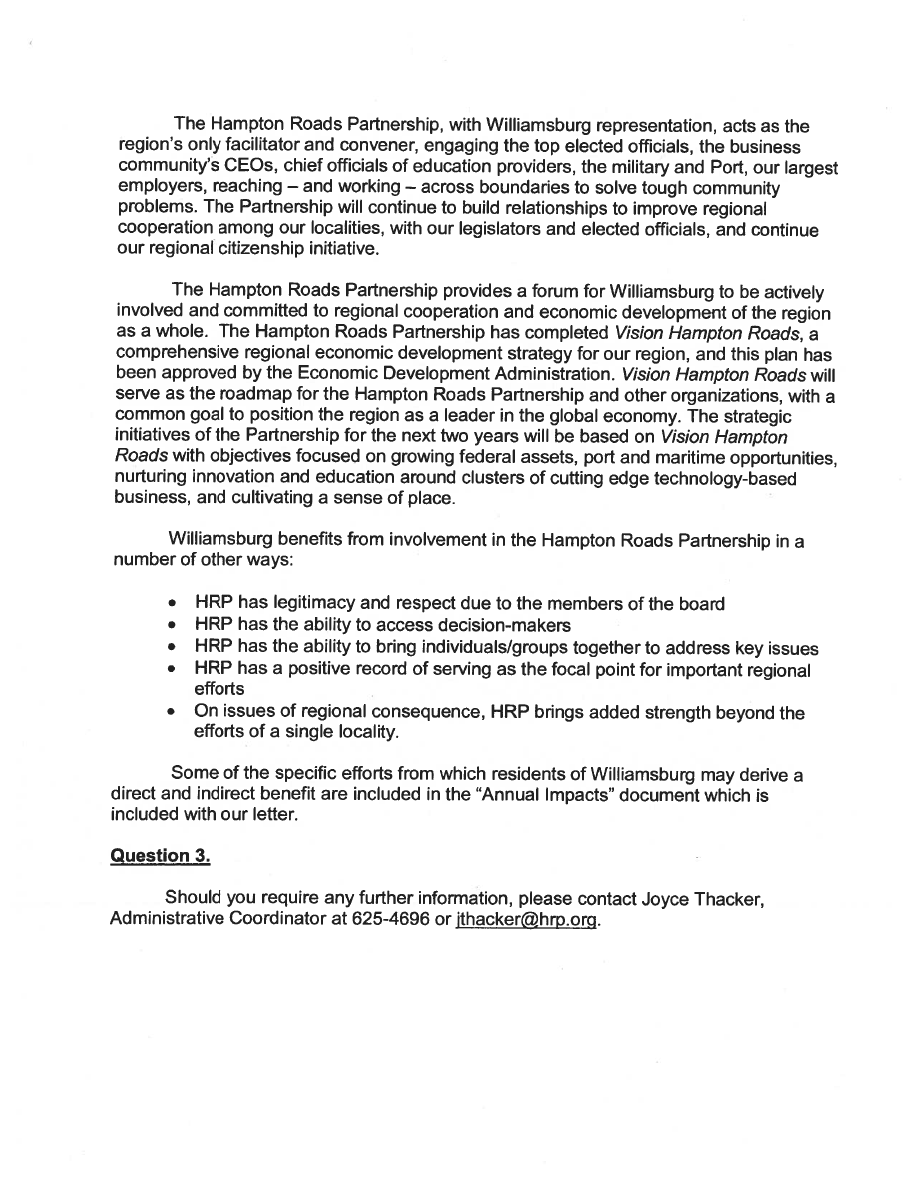 The Hampton Roads Partnership, with Williamsburg representation, acts as the
region's only facilitator and convener, engaging the top elected officials, the business
community's CEOs, chief officials of education providers, the military and Port, our largest
employers, reaching – and working – across boundaries to solve tough community
problems. The Partnership will continue to build relationships to improve regional
cooperation among our localities, with our legislators and elected officials, and continue
our regional citizenship initiative.
The Hampton Roads Partnership provides a forum for Williamsburg to be actively
involved and committed to regional cooperation and economic development of the region
as a whole. The Hampton Roads Partnership has completed Vision Hampton Roads, a
comprehensive regional economic development strategy for our region, and this plan has
been approved by the Economic Development Administration. Vision Hampton Roads will
serve as the roadmap for the Hampton Roads Partnership and other organizations, with a
common goal to position the region as a leader in the global economy. The strategic
initiatives of the Partnership for the next two years will be based on Vision Hampton
Roads with objectives focused on growing federal assets, port and maritime opportunities,
nurturing innovation and education around clusters of cutting edge technology-based
business, and cultivating a sense of place.
Williamsburg benefits from involvement in the Hampton Roads Partnership in a
number of other ways:
• HRP has legitimacy and respect due to the members of the board
• HRP has the ability to access decision-makers
• HRP has the ability to bring individuals/groups together to address key issues
• HRP has a positive record of serving as the focal point for important regional
efforts
• On issues of regional consequence, HRP brings added strength beyond the
efforts of a single locality.
Some of the specific efforts from which residents of Williamsburg may derive a
direct and indirect benefit are included in the “Annual Impacts” document which is
included with our letter.
Question 3.
Should you require any further information, please contact Joyce Thacker,
Administrative Coordinator at 625-4696 or jthacker@hrp.org.